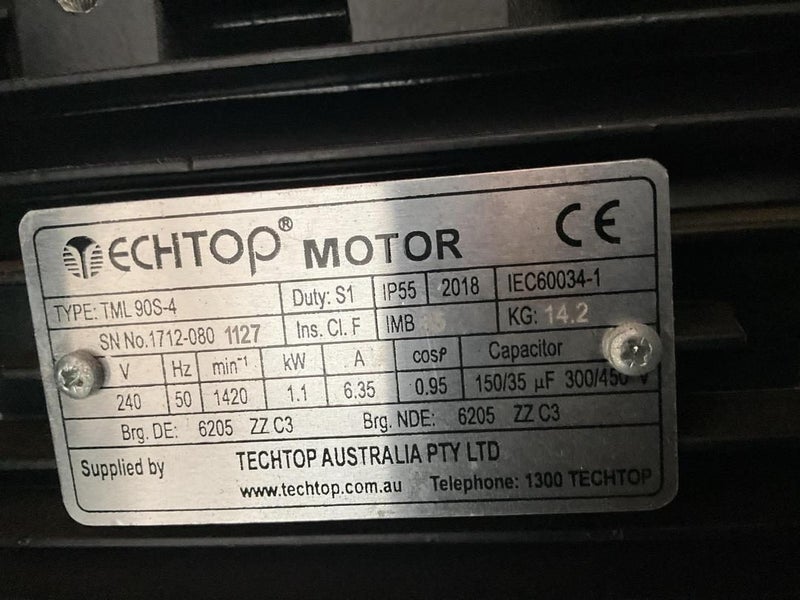 TECHTOP® MOTOR CE
TYPE: TML 90S-4 Duty: S1 IP55 2018 IEC60034-1
SN No.1712-080 1127 Ins. Cl. F IMB KG: 14.2
V Hz min⁻¹ kW A cosρ Capacitor
240 50 1420 1.1 6.35 0.95 150/35 µF 300/450 V
Brg. DE: 6205 ZZ C3 Brg. NDE: 6205 ZZ C3
Supplied by TECHTOP AUSTRALIA PTY LTD
www.techtop.com.au Telephone: 1300 TECHTOP